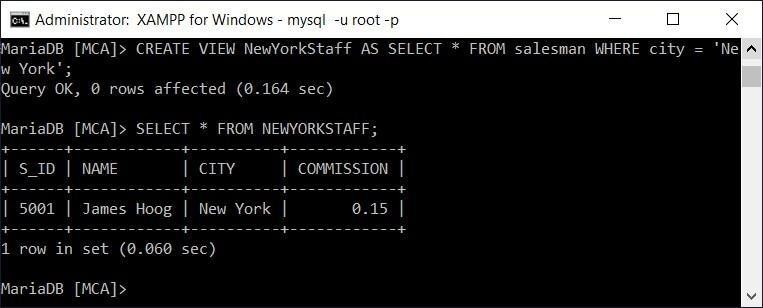 Administrator:  XAMPP for Windows - mysql  -u root -p
MariaDB [MCA]> CREATE VIEW NewYorkStaff AS SELECT * FROM salesman WHERE city = 'Ne
w York';
Query OK, 0 rows affected (0.164 sec)

MariaDB [MCA]> SELECT * FROM NEWYORKSTAFF;
+------+------------+----------+------------+
| S_ID | NAME       | CITY     | COMMISSION |
+------+------------+----------+------------+
| 5001 | James Hoog | New York |       0.15 |
+------+------------+----------+------------+
1 row in set (0.060 sec)

MariaDB [MCA]>